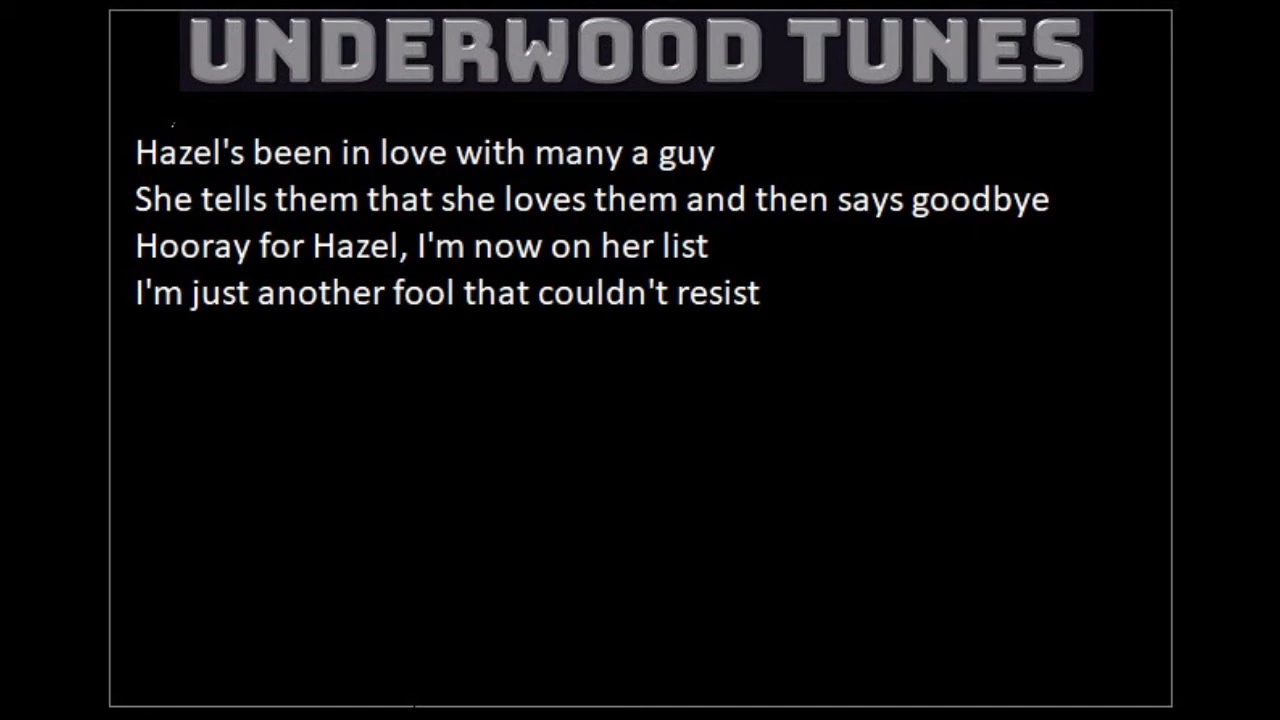 UNDERWOOD TUNES
Hazel's been in love with many a guy
She tells them that she loves them and then says goodbye
Hooray for Hazel, I'm now on her list
I'm just another fool that couldn't resist